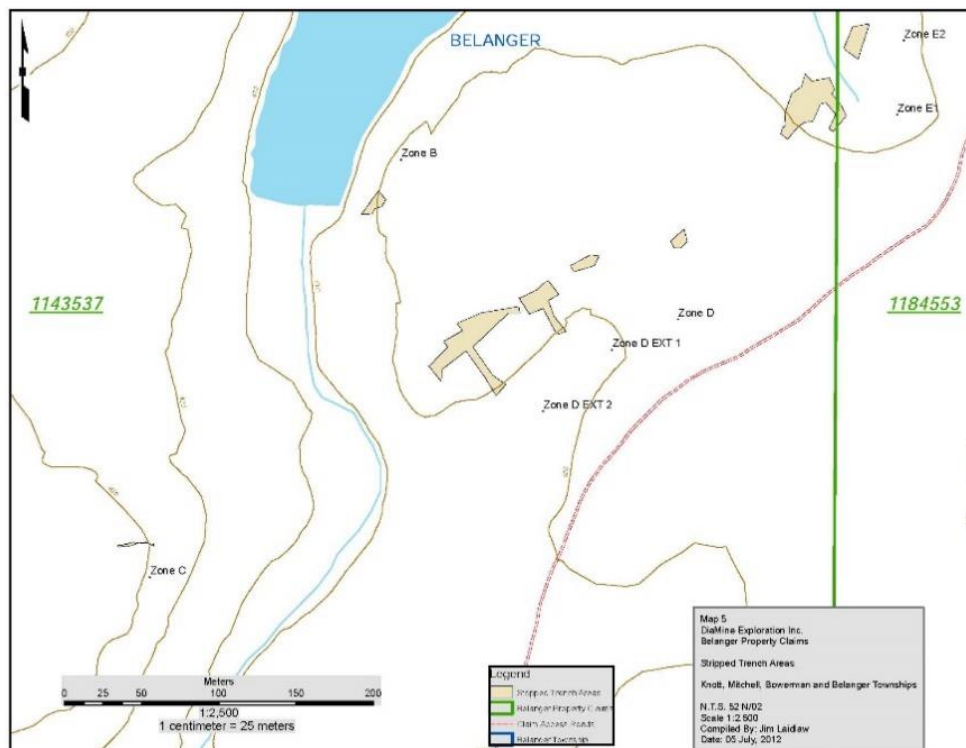 BELANGER
Zone E2
Zone E1
Zone B
1143537
1184553
Zone D
Zone D EXT 1
Zone D EXT 2
Zone C
Meters
0 25 50 100 150 200
1:2,500
1 centimeter = 25 meters
Legend
Stripped Trench Areas
Belanger Property Claims
Claim Access Roads
Belanger Township
Map 5
DiaMine Exploration Inc.
Belanger Property Claims
Stripped Trench Areas
Knott, Mitchell, Bowerman and Belanger Townships
N.T.S. 52 N/02
Scale 1:2 500
Compiled By: Jim Laidlaw
Date: 05 July, 2012